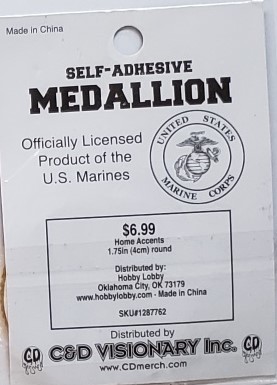 Made in China
SELF-ADHESIVE
MEDALLION
Officially Licensed
Product of the
U.S. Marines
UNITED STATES
MARINE CORPS
$6.99
Home Accents
1.75in (4cm) round
Distributed by:
Hobby Lobby
Oklahoma City, OK 73179
www.hobbylobby.com - Made in China
SKU#1287762
Distributed by
CD C&D VISIONARY Inc. CD
www.CDmerch.com